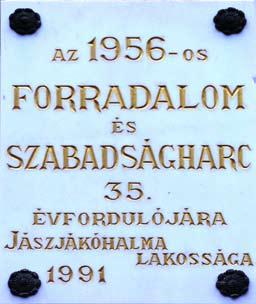 AZ 1956-OS
FORRADALOM
ÉS
SZABADSÁGHARC
35.
ÉVFORDULÓJÁRA
JÁSZJÁKÓHALMA
LAKOSSÁGA
1991